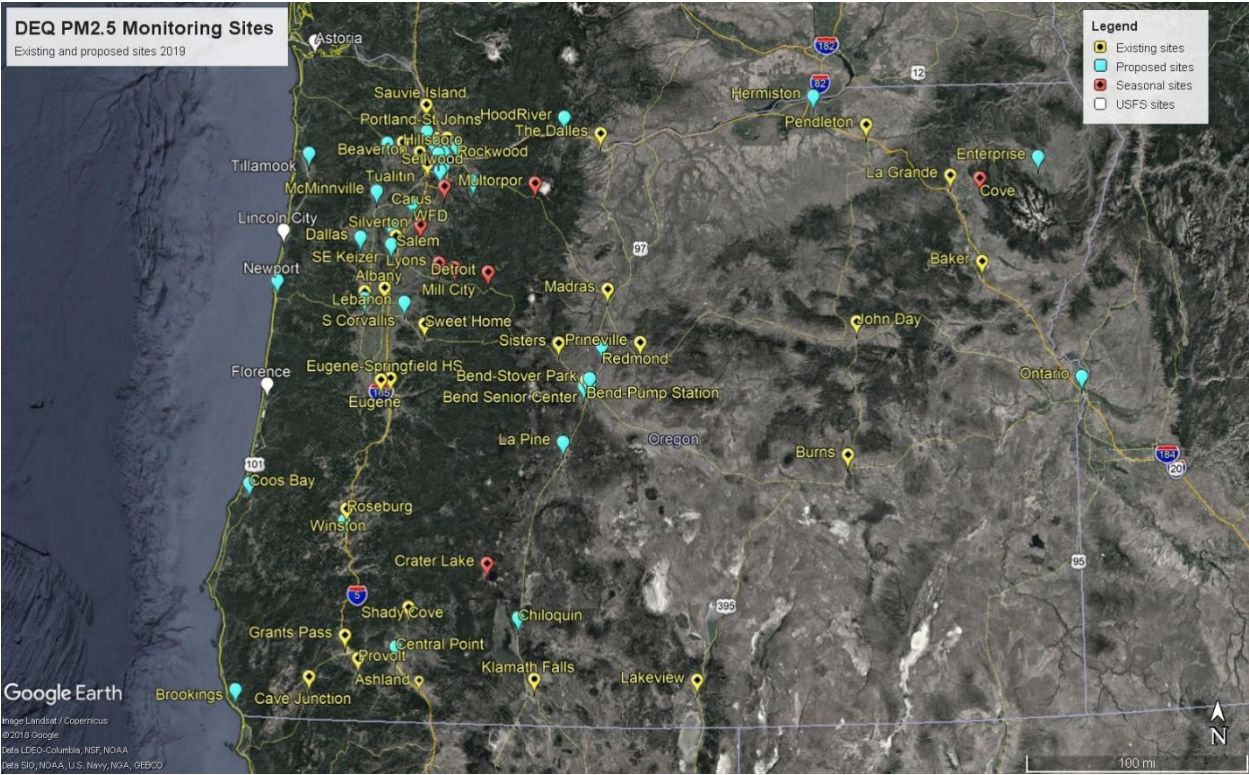 DEQ PM2.5 Monitoring Sites
Existing and proposed sites 2019
Legend
Existing sites
Proposed sites
Seasonal sites
USFS sites
Astoria
182
82
12
Sauvie Island
Hermiston
Portland-St Johns
HoodRiver
Pendleton
The Dalles
Hillsboro
Beaverton
Rockwood
Sellwood
Enterprise
Tillamook
Tualitin
La Grande
Multorpor
Cove
McMinnville
Carus
Lincoln City
Silverton
WFD
Dallas
Salem
97
SE Keizer
Lyons
Baker
Newport
Detroit
Albany
Madras
Mill City
Lebanon
S Corvallis
Sweet Home
John Day
Sisters
Prineville
Redmond
Eugene-Springfield HS
Florence
Bend-Stover Park
Ontario
105
Bend Senior Center
Bend-Pump Station
Eugene
La Pine
Oregon
Burns
184
101
20
Coos Bay
Roseburg
Winston
Crater Lake
95
5
395
Shady Cove
Chiloquin
Grants Pass
Central Point
Provolt
Klamath Falls
Ashland
Lakeview
Google Earth
Brookings
Cave Junction
Image Landsat / Copernicus
©2018 Google
Data LDEO-Columbia, NSF, NOAA
Data SIO, NOAA, U.S. Navy, NGA, GEBCO
N
100 mi